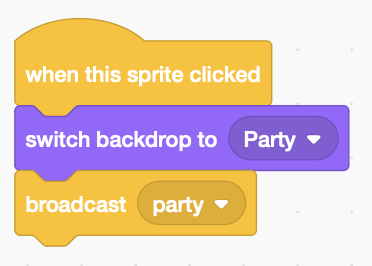 when this sprite clicked
switch backdrop to Party
broadcast party